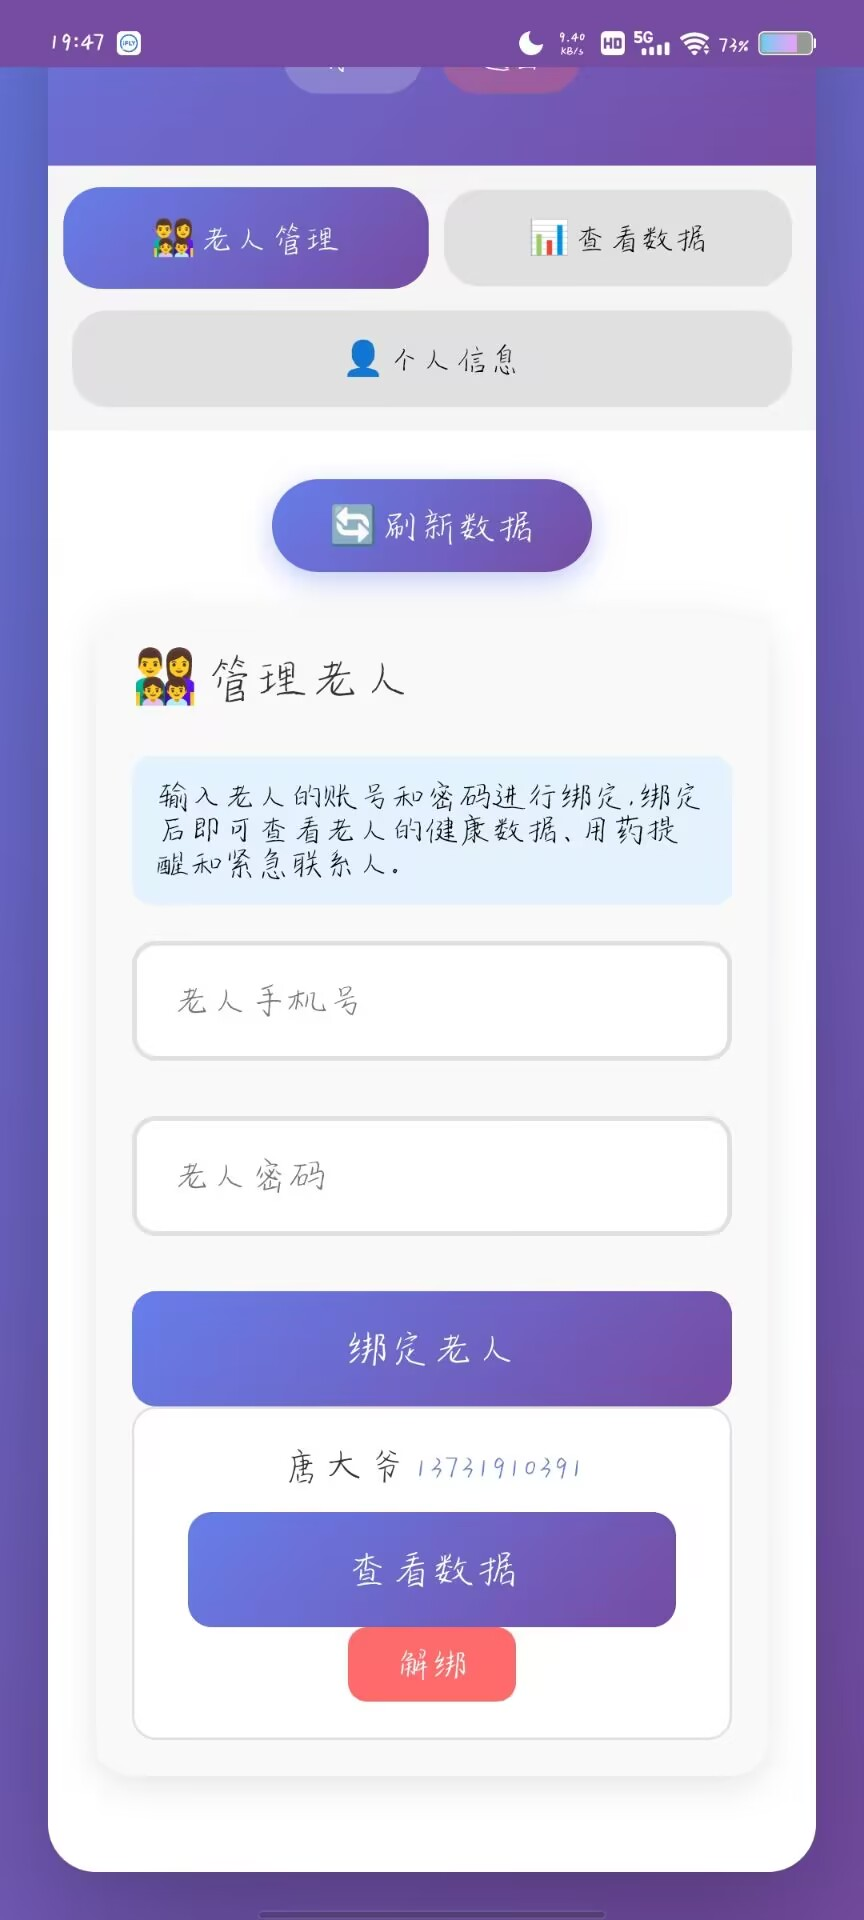 19:47 iFLY 9.40 KB/s HD 5G 73%
老人管理
查看数据
个人信息
刷新数据
管理老人
输入老人的账号和密码进行绑定,绑定
后即可查看老人的健康数据、用药提
醒和紧急联系人。
老人手机号
老人密码
绑定老人
唐大爷 13731910391
查看数据
解绑